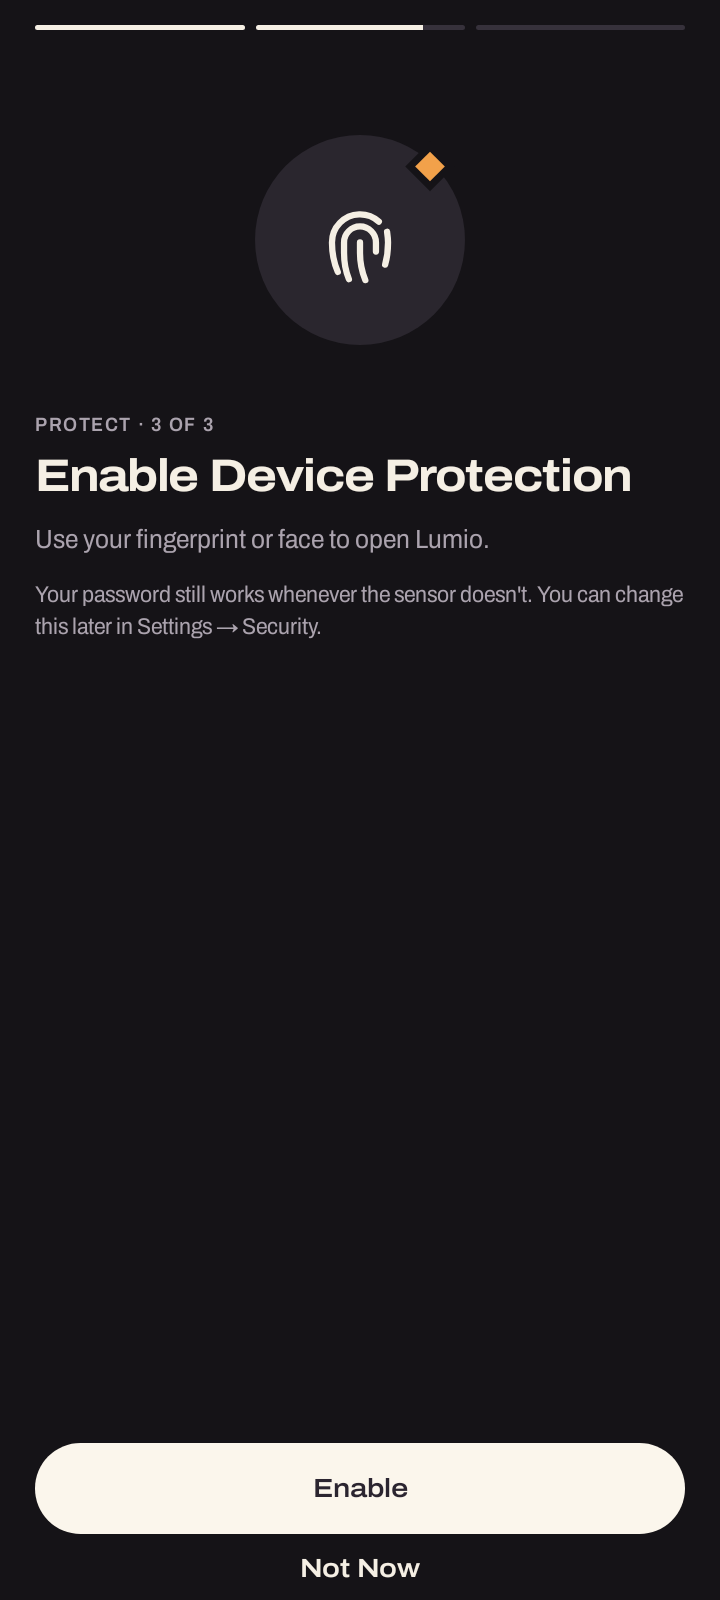 PROTECT · 3 OF 3
Enable Device Protection
Use your fingerprint or face to open Lumio.
Your password still works whenever the sensor doesn't. You can change
this later in Settings → Security.
Enable
Not Now